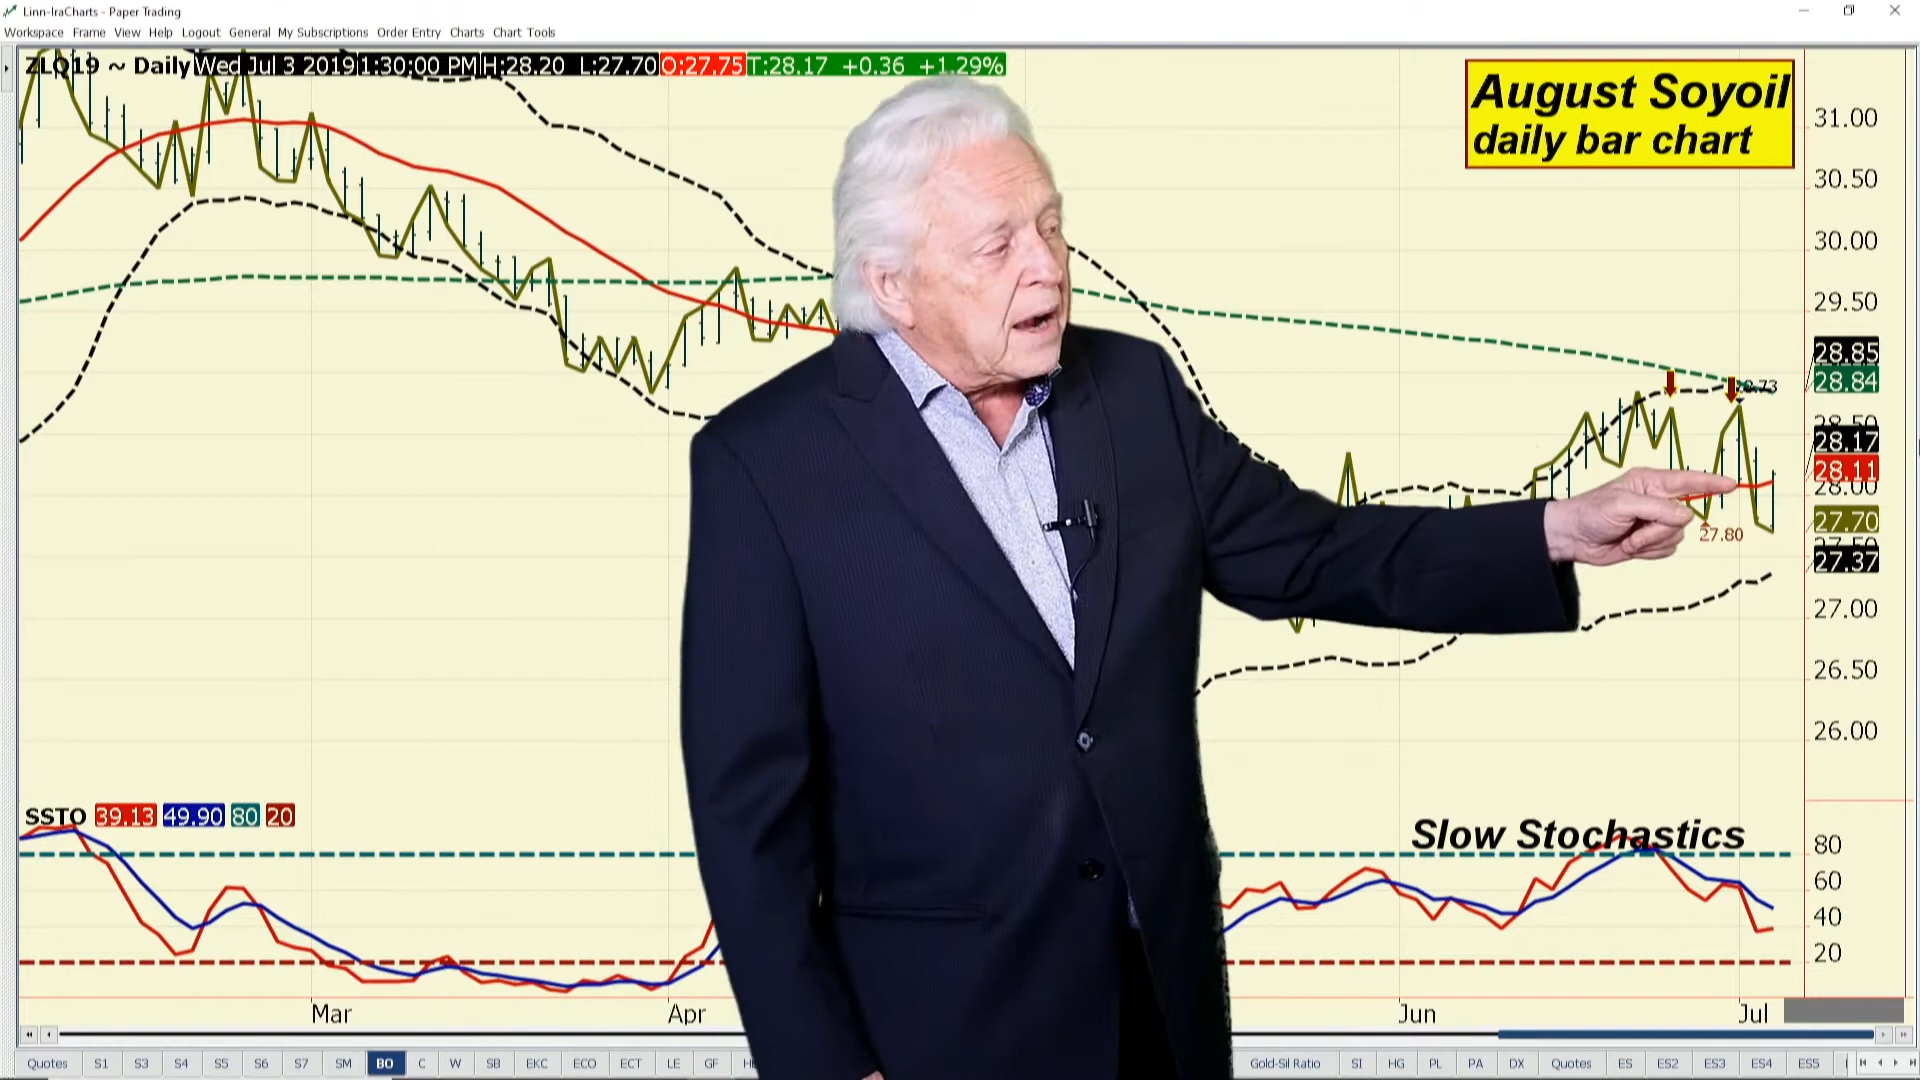 Linn-IraCharts - Paper Trading
Workspace Frame View Help Logout General My Subscriptions Order Entry Charts Chart Tools
ZLQ19 ~ Daily Wed Jul 3 2019 1:30:00 PM H:28.20 L:27.70 O:27.75 T:28.17 +0.36 +1.29%
August Soyoil
daily bar chart
31.00
30.50
30.00
29.50
28.85
28.84
28.50
28.17
28.11
28.00
27.70
27.50
27.37
27.80
27.00
26.50
26.00
SSTO 39.13 49.90 80 20
Slow Stochastics
80
60
40
20
Mar Apr Jun Jul
Quotes S1 S3 S4 S5 S6 S7 SM BO C W SB EKC ECO ECT LE GF Gold-Sil Ratio SI HG PL PA DX Quotes ES ES2 ES3 ES4 ES5